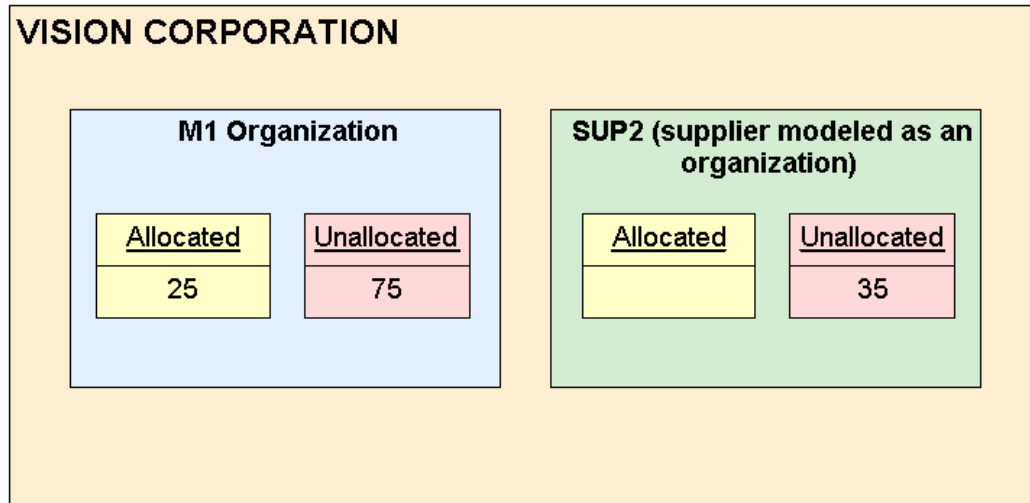 VISION CORPORATION
M1 Organization
SUP2 (supplier modeled as an
organization)
Allocated
Unallocated
Allocated
Unallocated
25
75
35